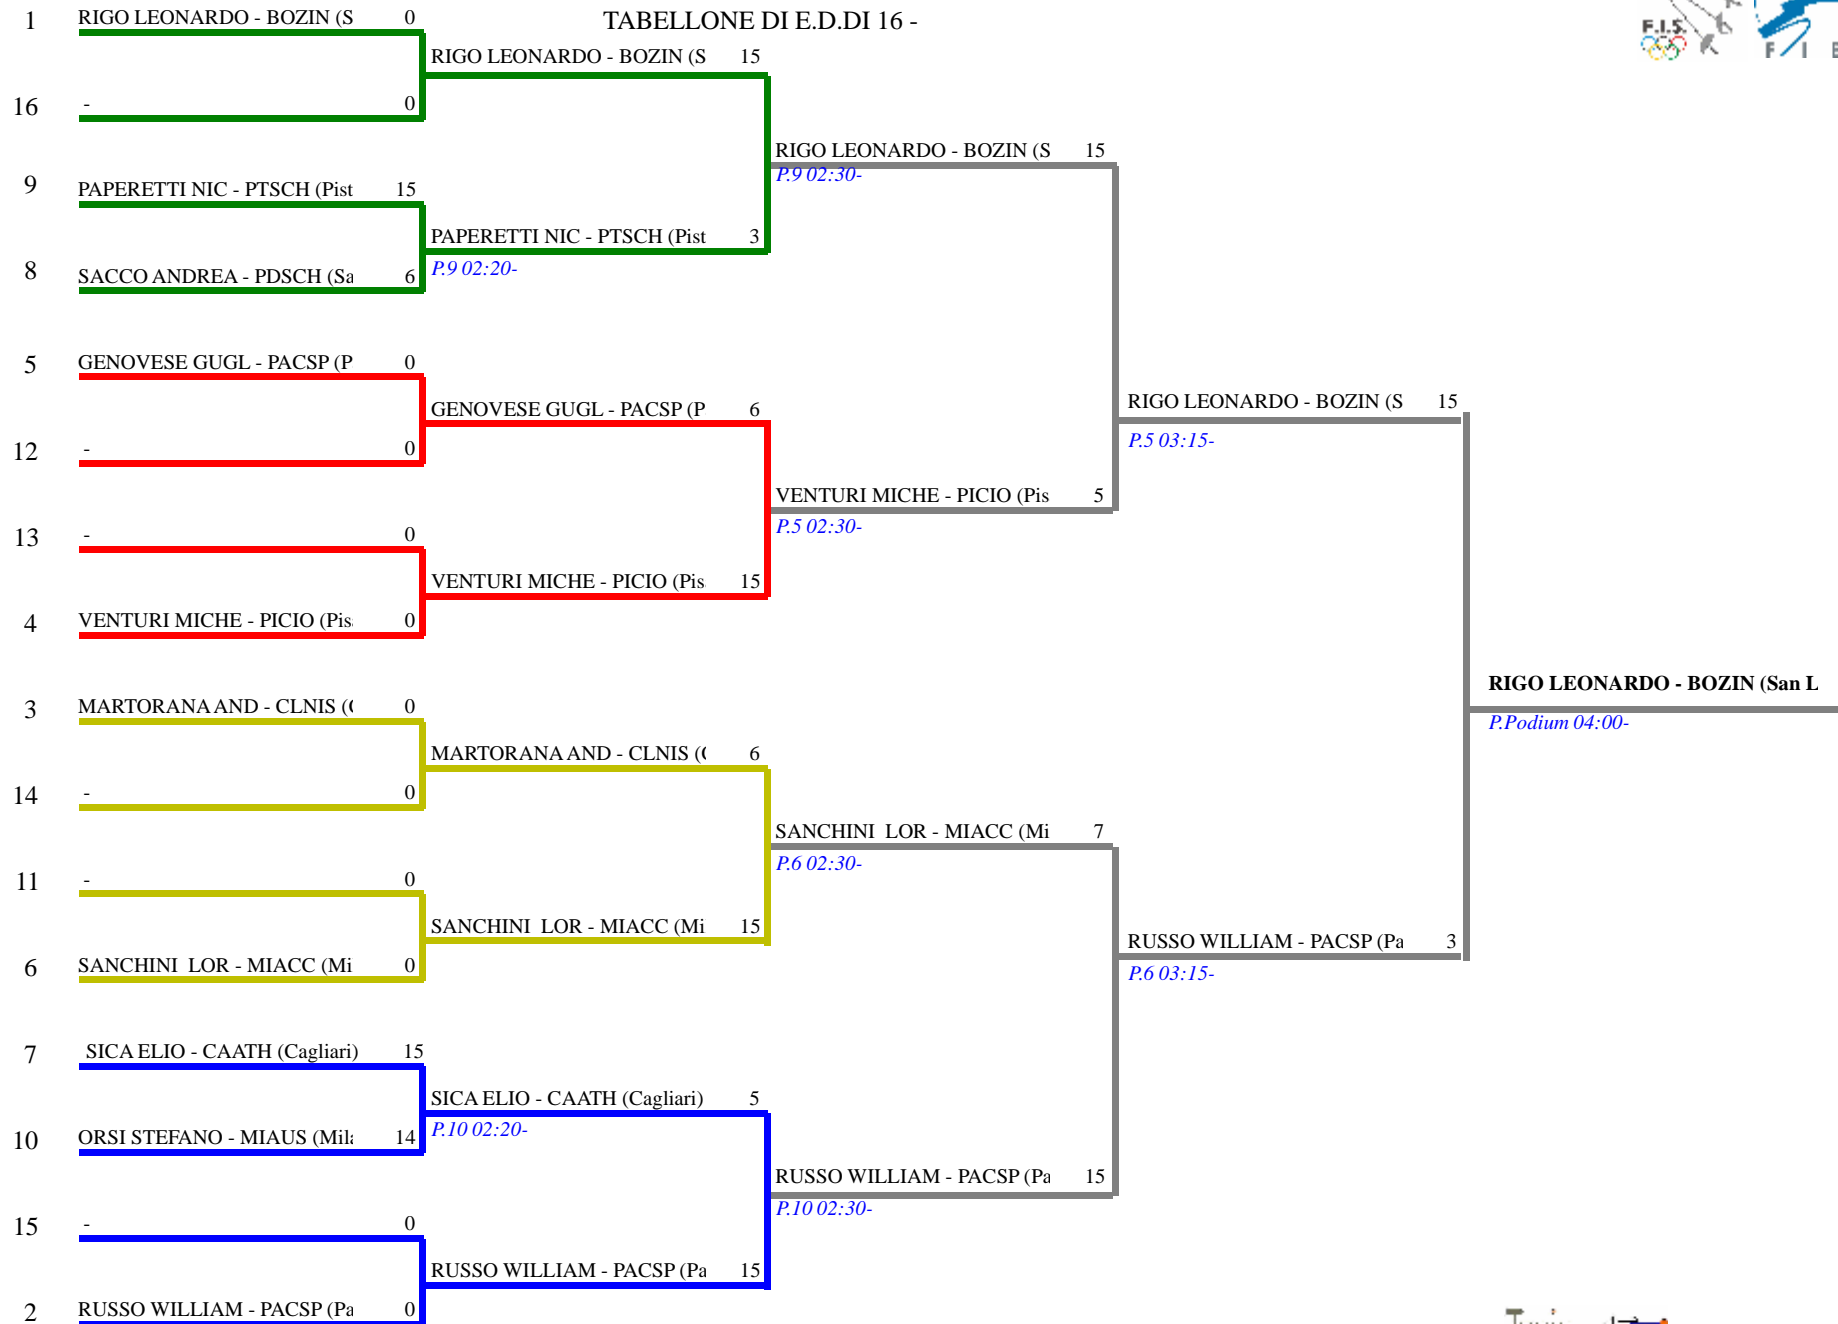 TABELLONE DI E.D.DI 16 -
F.I.S.
F I E
1 RIGO LEONARDO - BOZIN (S 0
RIGO LEONARDO - BOZIN (S 15
16 - 0
RIGO LEONARDO - BOZIN (S 15
P.9 02:30-
9 PAPERETTI NIC - PTSCH (Pist 15
PAPERETTI NIC - PTSCH (Pist 3
P.9 02:20-
8 SACCO ANDREA - PDSCH (Sa 6
5 GENOVESE GUGL - PACSP (P 0
GENOVESE GUGL - PACSP (P 6
RIGO LEONARDO - BOZIN (S 15
P.5 03:15-
12 - 0
VENTURI MICHE - PICIO (Pis 5
P.5 02:30-
13 - 0
VENTURI MICHE - PICIO (Pis 15
4 VENTURI MICHE - PICIO (Pis 0
RIGO LEONARDO - BOZIN (San L
P.Podium 04:00-
3 MARTORANA AND - CLNIS ( 0
MARTORANA AND - CLNIS ( 6
14 - 0
SANCHINI LOR - MIACC (Mi 7
P.6 02:30-
11 - 0
SANCHINI LOR - MIACC (Mi 15
RUSSO WILLIAM - PACSP (Pa 3
P.6 03:15-
6 SANCHINI LOR - MIACC (Mi 0
7 SICA ELIO - CAATH (Cagliari) 15
SICA ELIO - CAATH (Cagliari) 5
P.10 02:20-
10 ORSI STEFANO - MIAUS (Mila 14
RUSSO WILLIAM - PACSP (Pa 15
P.10 02:30-
15 - 0
RUSSO WILLIAM - PACSP (Pa 15
2 RUSSO WILLIAM - PACSP (Pa 0